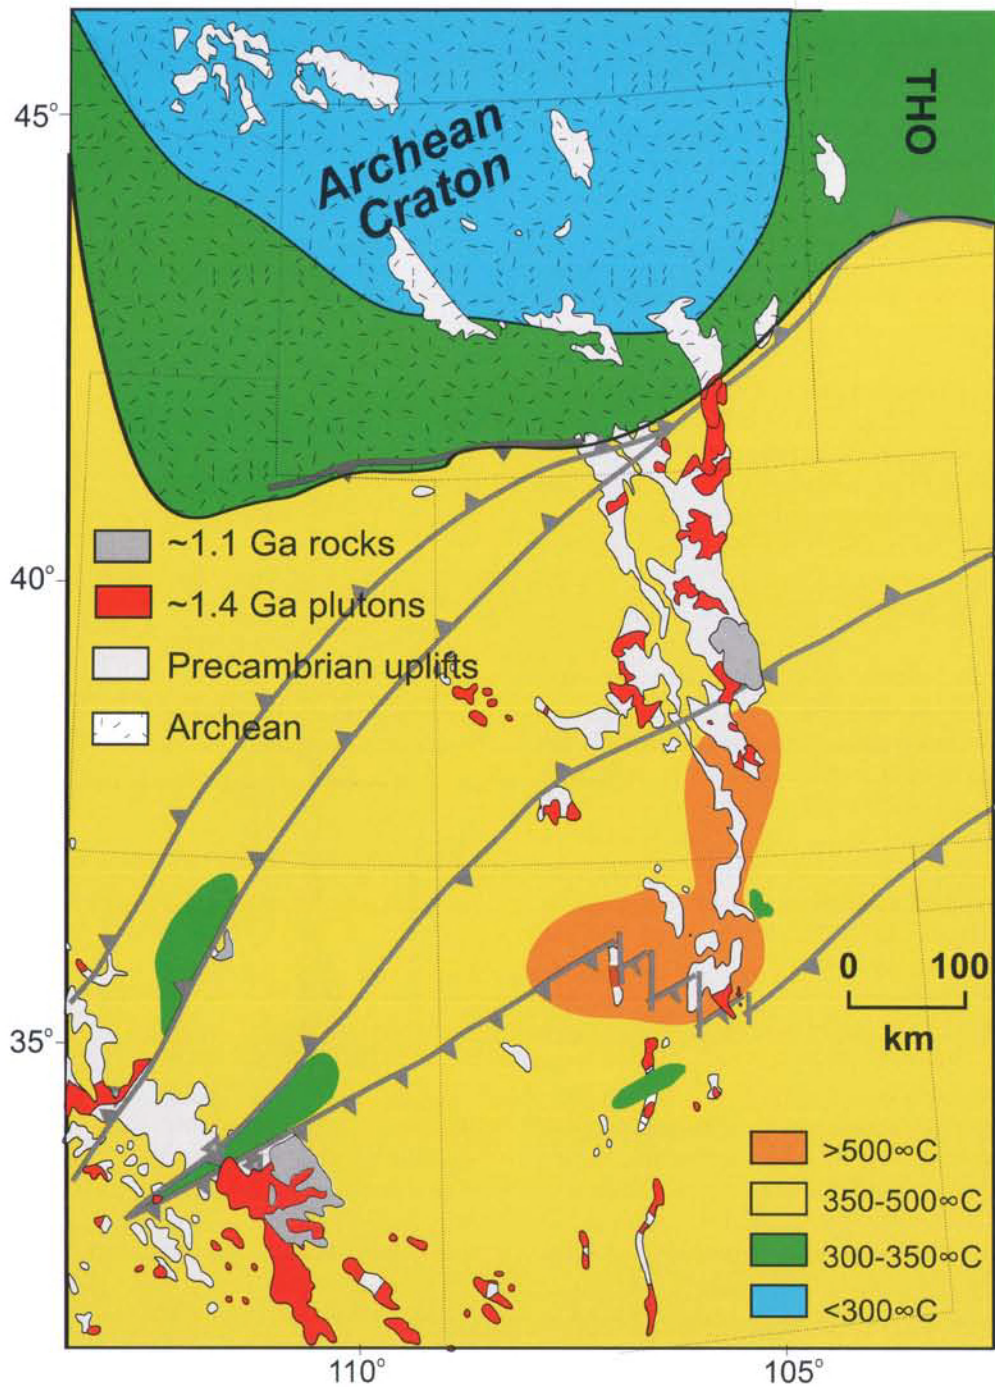 45°
THO
Archean
Craton
~1.1 Ga rocks
40°
~1.4 Ga plutons
Precambrian uplifts
Archean
0 100
km
35°
>500∞C
350-500∞C
300-350∞C
<300∞C
110° 105°